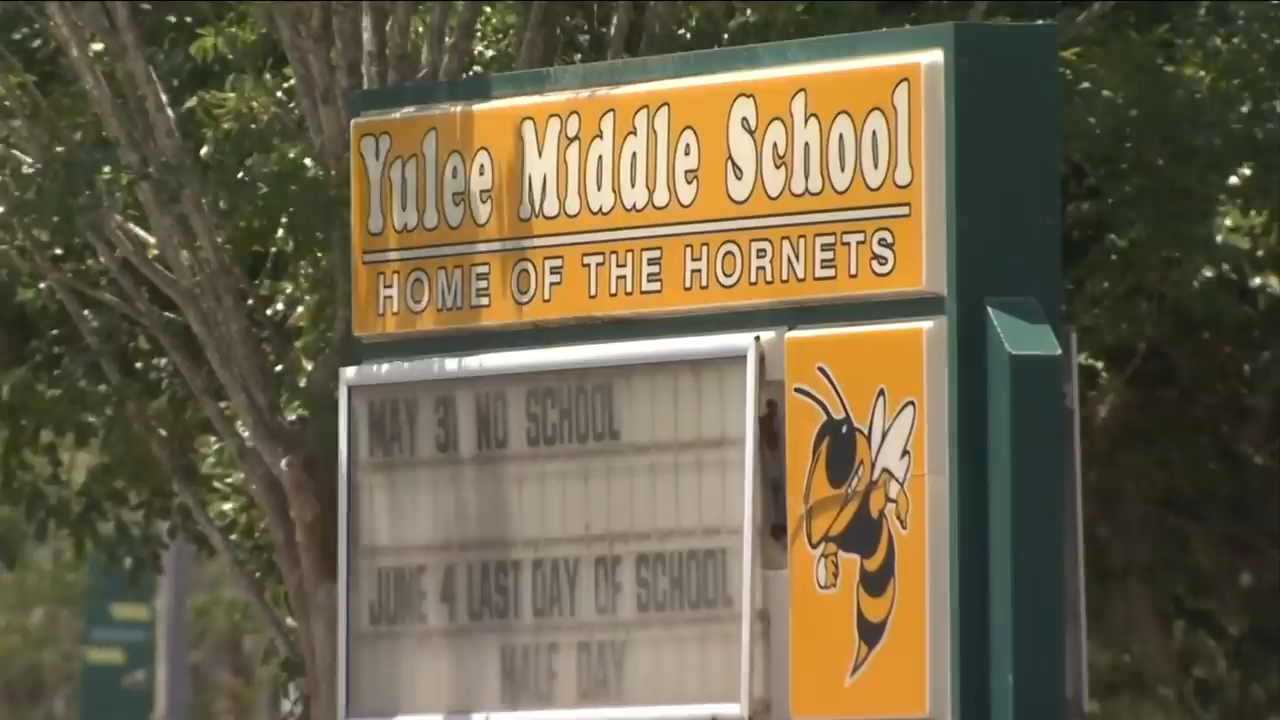 Yulee Middle School
HOME OF THE HORNETS
MAY 31 NO SCHOOL
JUNE 4 LAST DAY OF SCHOOL
HALF DAY